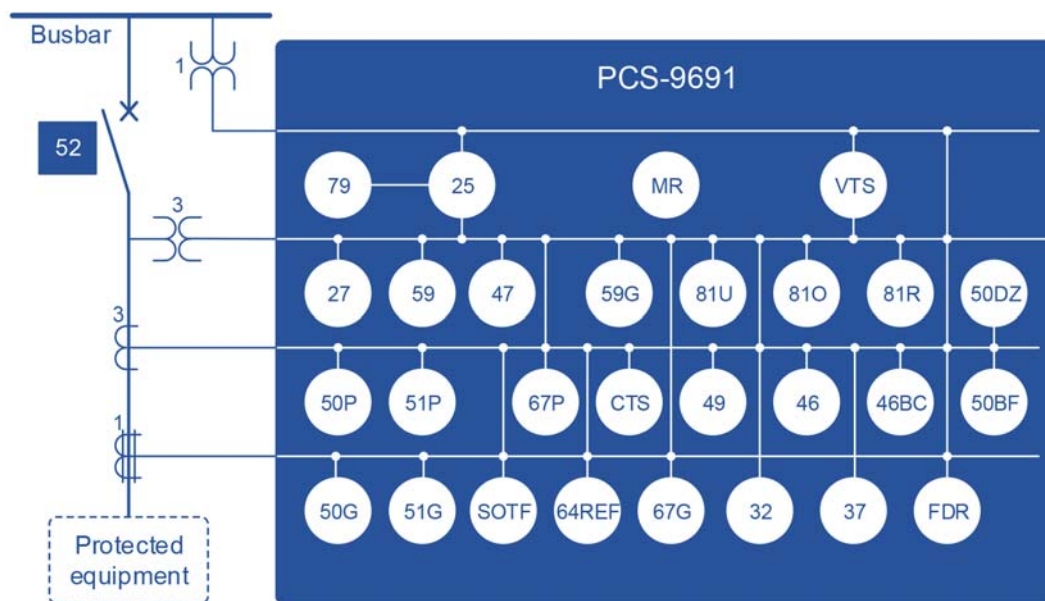 Busbar
1
PCS-9691
52
79
25
MR
VTS
3
27
59
47
59G
81U
81O
81R
50DZ
3
50P
51P
67P
CTS
49
46
46BC
50BF
1
50G
51G
SOTF
64REF
67G
32
37
FDR
Protected
equipment